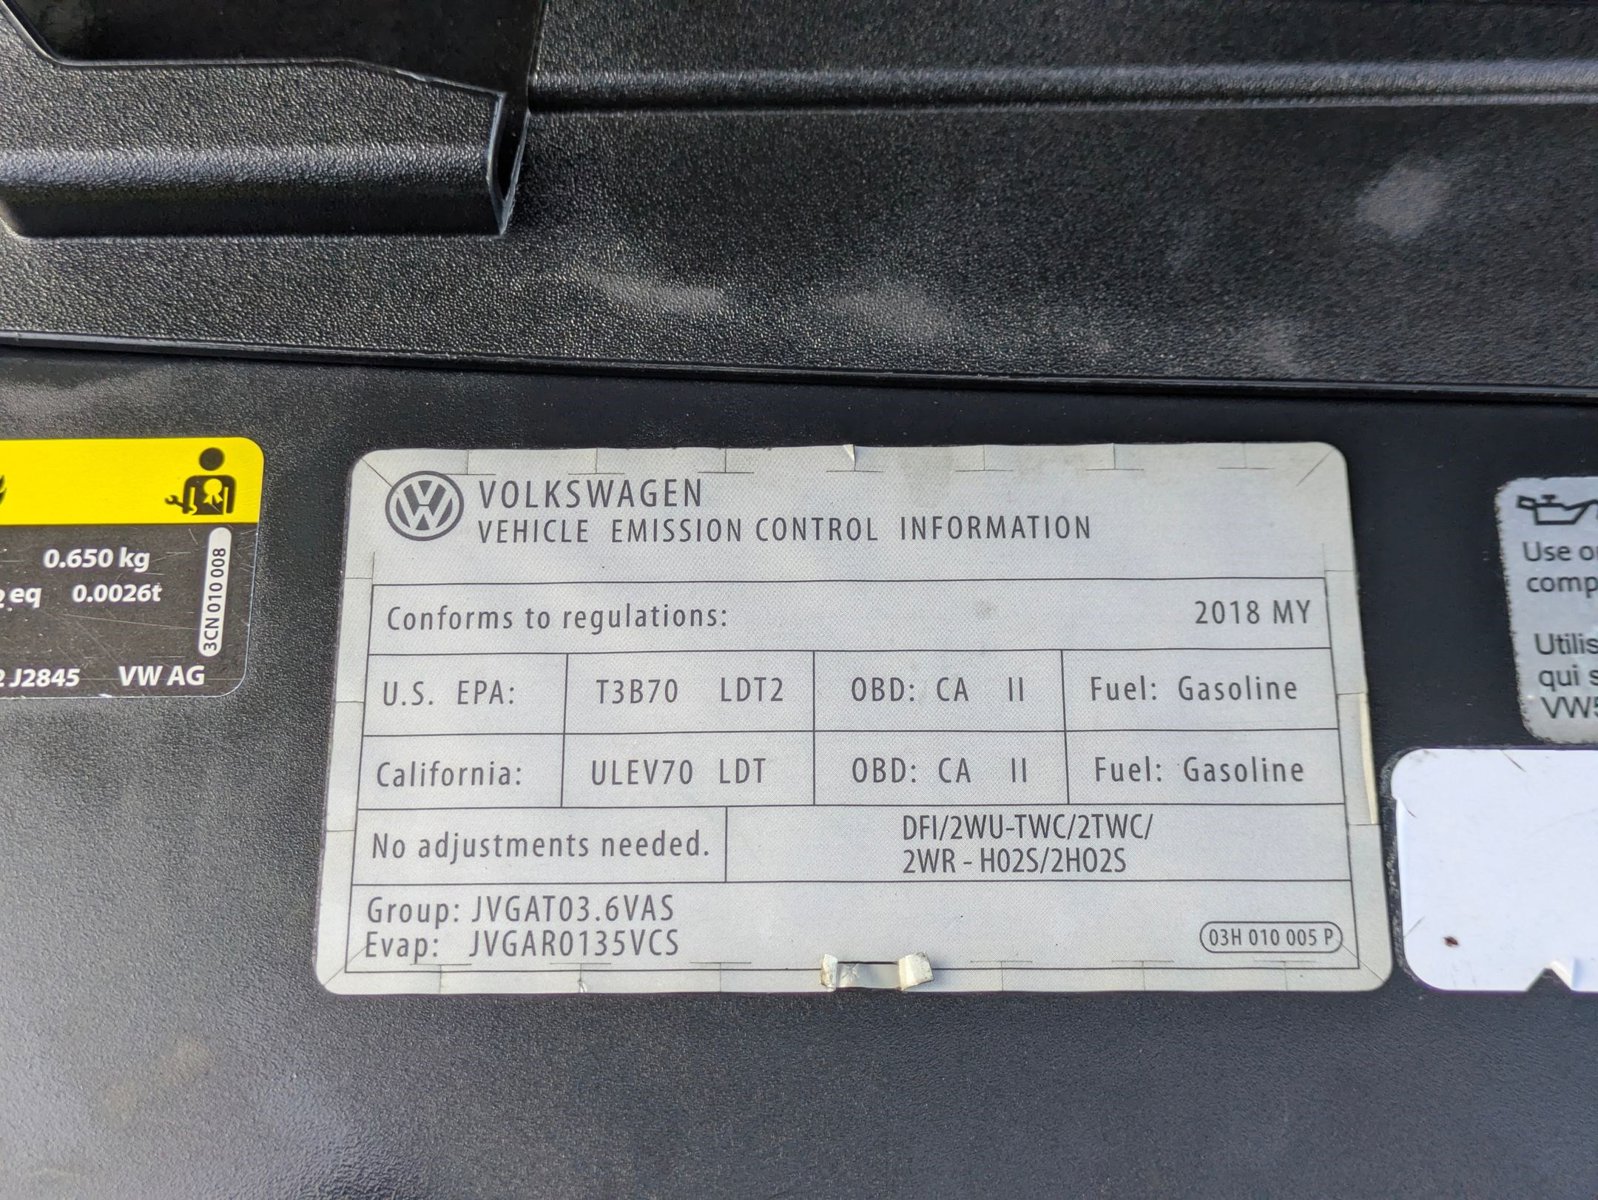 0.650 kg
eq 0.0026t
3CN 010 008
J2845 VW AG
VOLKSWAGEN
VEHICLE EMISSION CONTROL INFORMATION
Conforms to regulations: 2018 MY
U.S. EPA: T3B70 LDT2 OBD: CA II Fuel: Gasoline
California: ULEV70 LDT OBD: CA II Fuel: Gasoline
No adjustments needed. DFI/2WU-TWC/2TWC/
2WR - HO2S/2HO2S
Group: JVGAT03.6VAS
Evap: JVGAR0135VCS
03H 010 005 P
Use
comp
Utilis
qui s
VW5